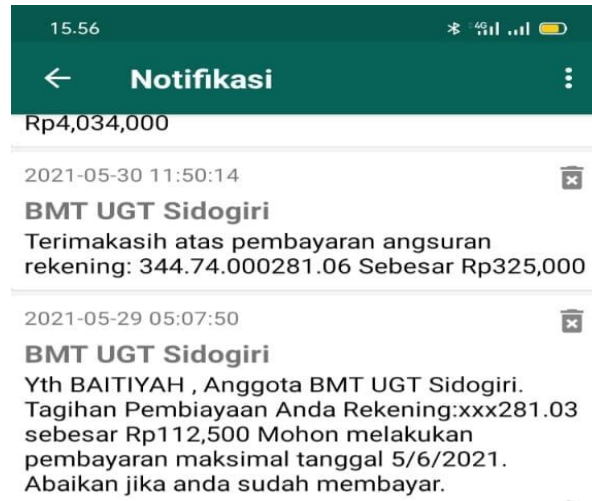 15.56
4G
Notifikasi
Rp4,034,000
2021-05-30 11:50:14
BMT UGT Sidogiri
Terimakasih atas pembayaran angsuran
rekening: 344.74.000281.06 Sebesar Rp325,000
2021-05-29 05:07:50
BMT UGT Sidogiri
Yth BAITIYAH , Anggota BMT UGT Sidogiri.
Tagihan Pembiayaan Anda Rekening:xxx281.03
sebesar Rp112,500 Mohon melakukan
pembayaran maksimal tanggal 5/6/2021.
Abaikan jika anda sudah membayar.